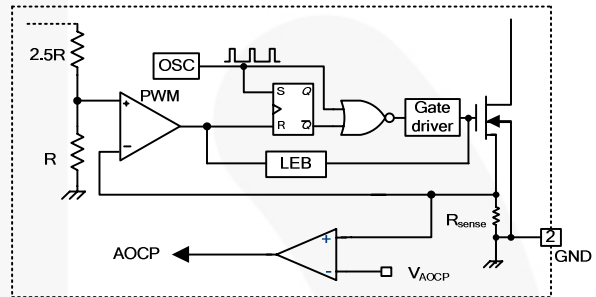 2.5R
OSC
PWM
+
-
R
S Q
R Q̅
Gate
driver
LEB
Rsense
2
GND
AOCP
+
-
VAOCP